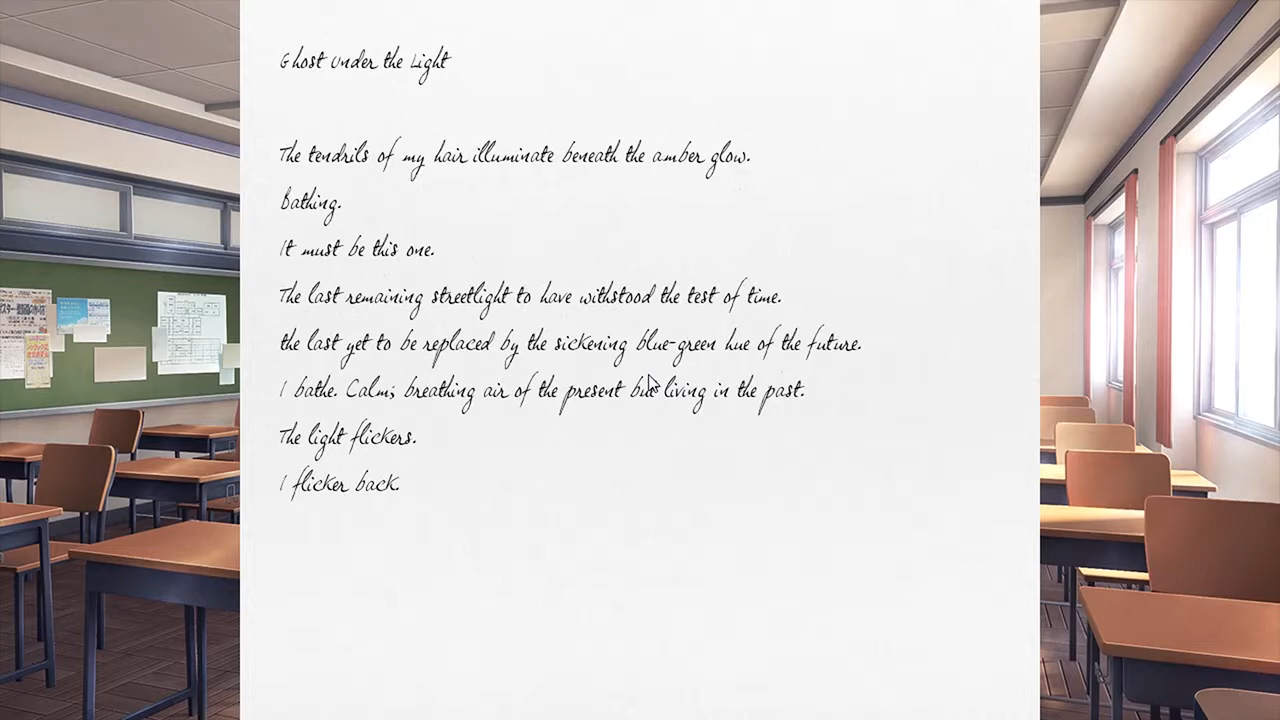 Ghost Under the Light
The tendrils of my hair illuminate beneath the amber glow.
Bathing.
It must be this one.
The last remaining streetlight to have withstood the test of time.
the last yet to be replaced by the sickening blue-green hue of the future.
I bathe. Calm; breathing air of the present but living in the past.
The light flickers.
I flicker back.